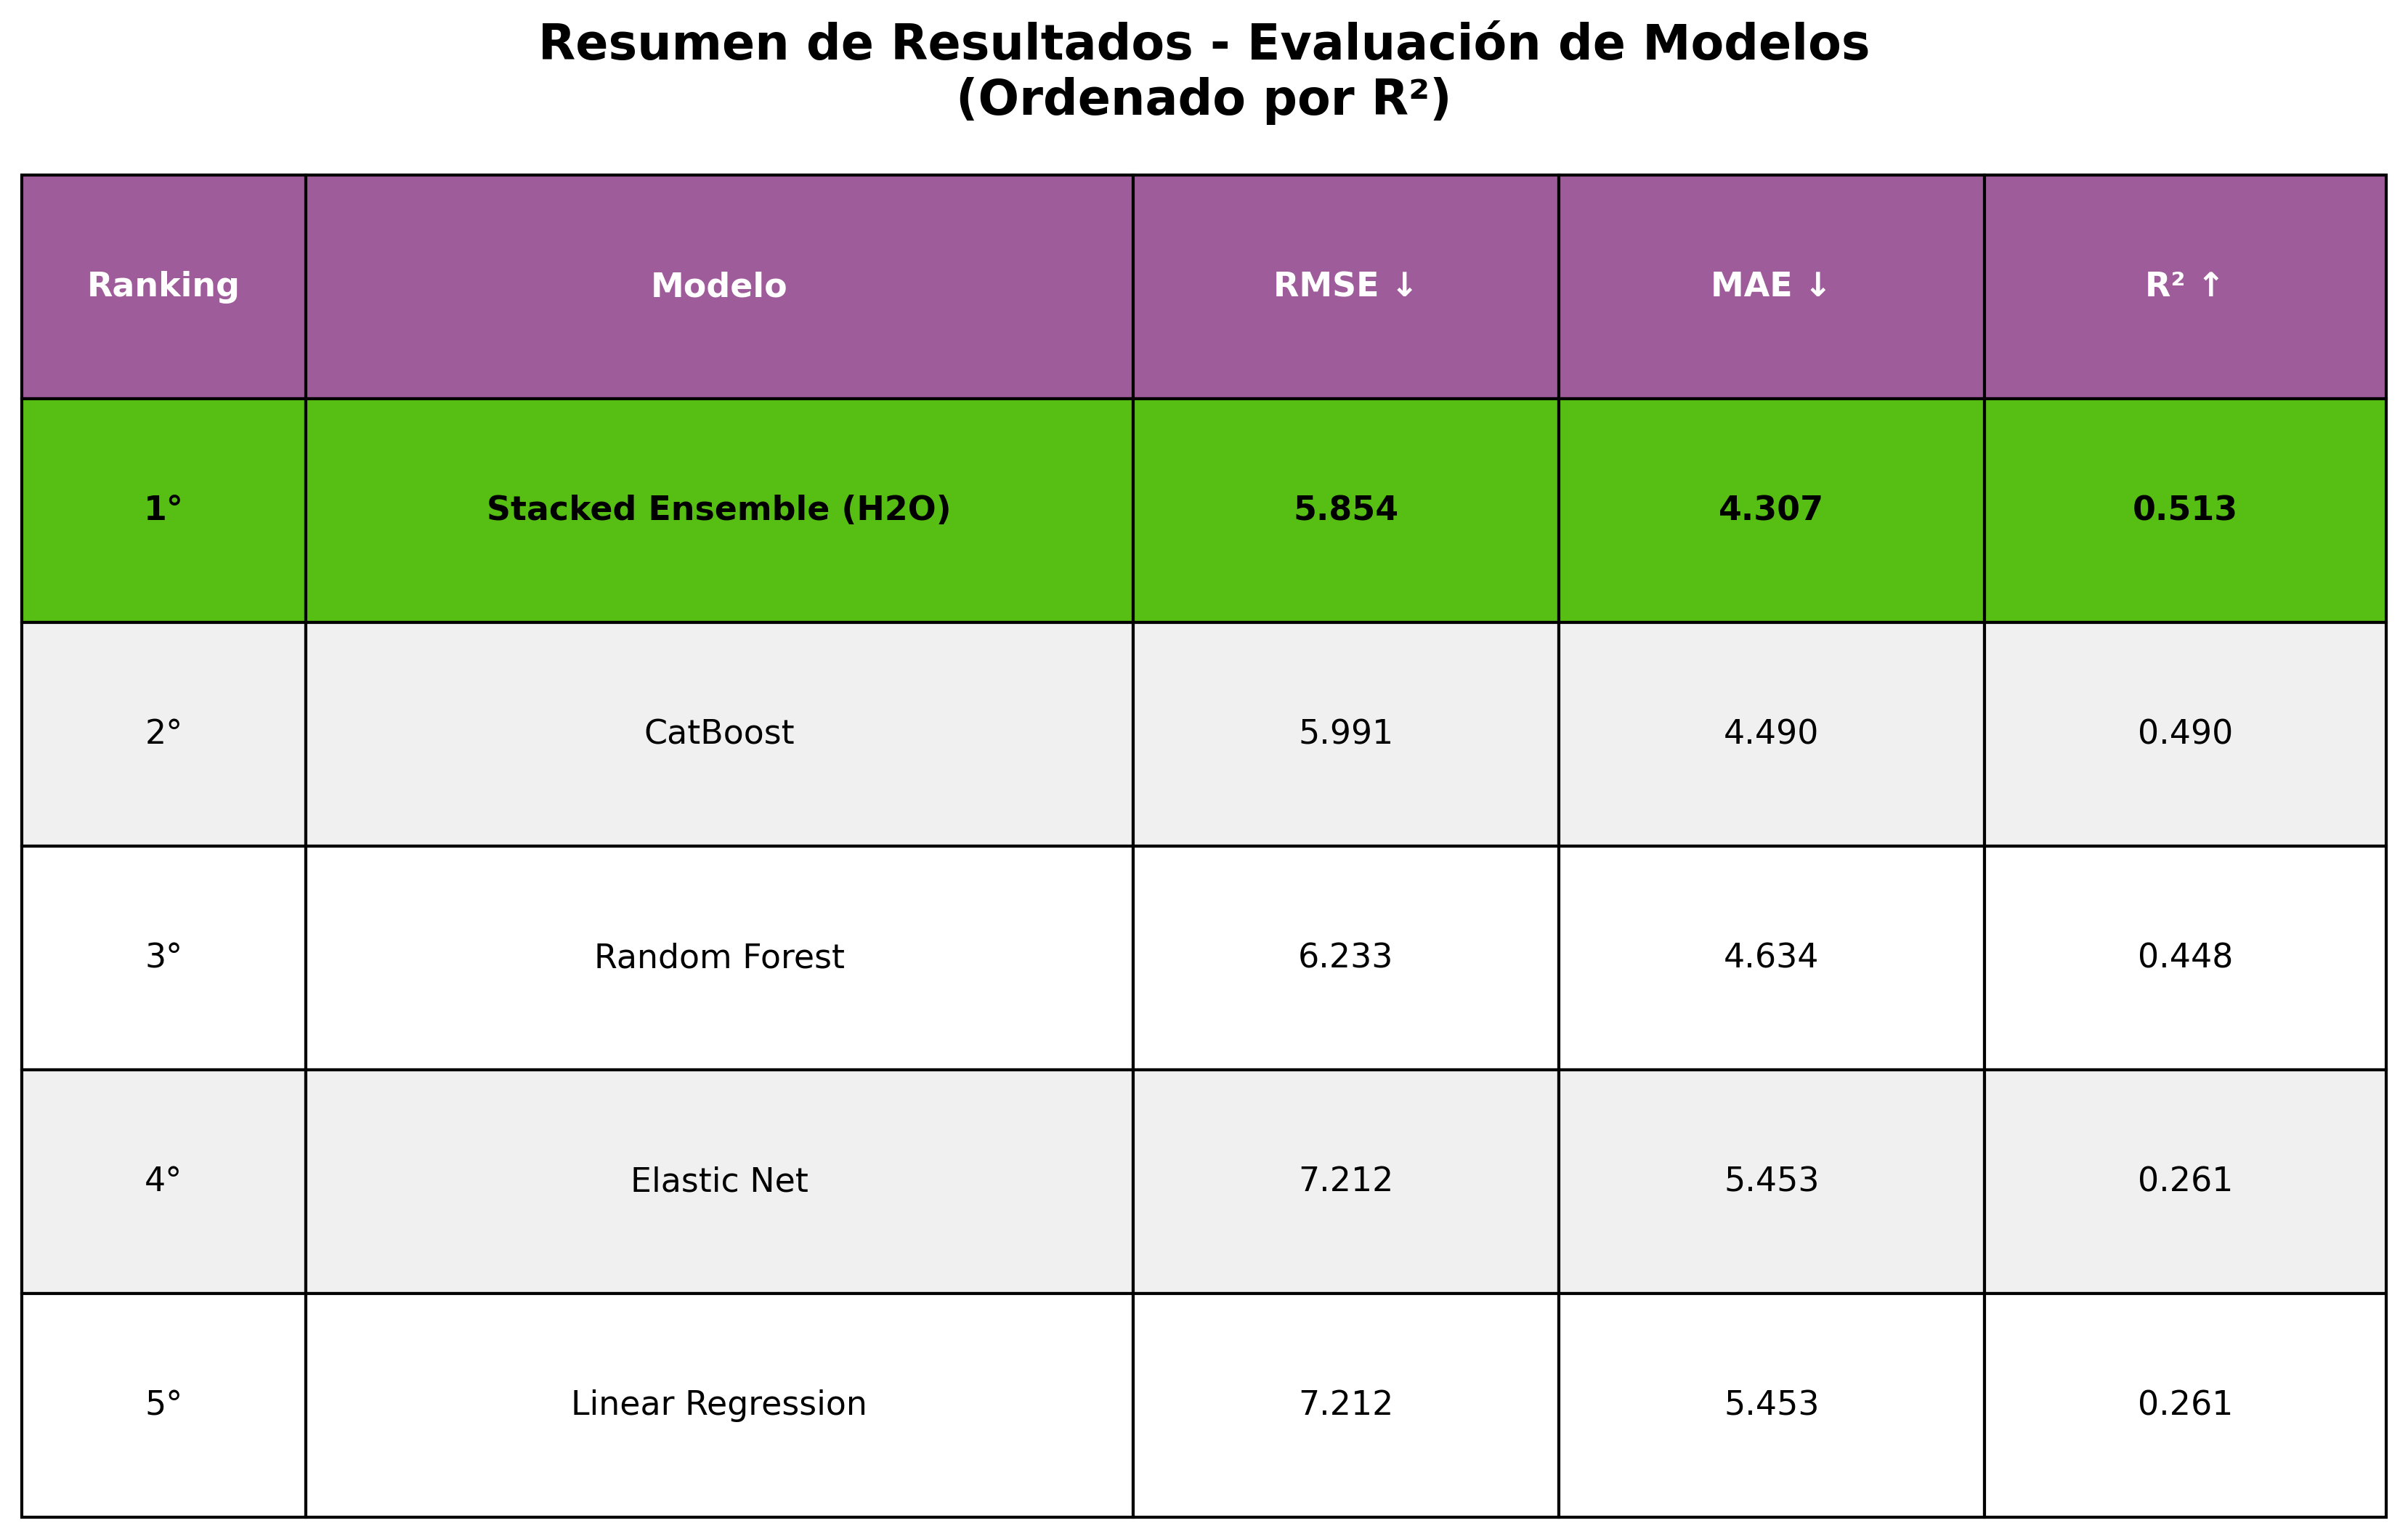 Resumen de Resultados - Evaluación de Modelos
(Ordenado por R²)
Ranking Modelo RMSE ↓ MAE ↓ R² ↑
1° Stacked Ensemble (H2O) 5.854 4.307 0.513
2° CatBoost 5.991 4.490 0.490
3° Random Forest 6.233 4.634 0.448
4° Elastic Net 7.212 5.453 0.261
5° Linear Regression 7.212 5.453 0.261